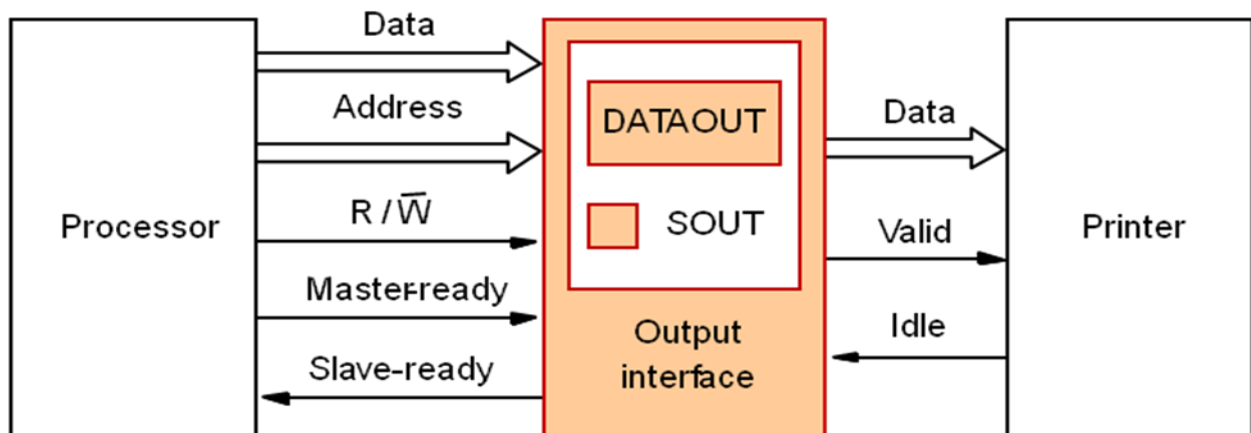 Processor
Data
Address
R / W̅
Master-ready
Slave-ready
DATAOUT
SOUT
Output
interface
Data
Valid
Idle
Printer